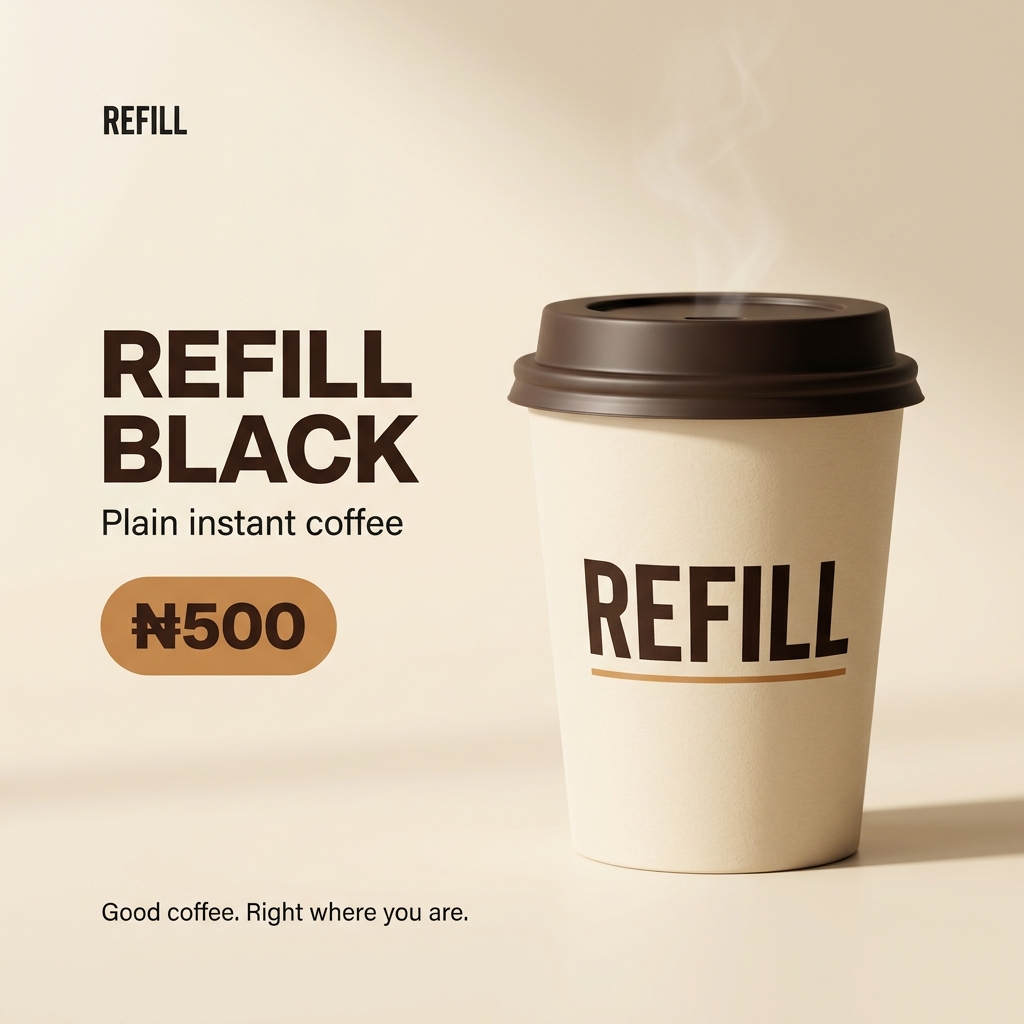 REFILL
REFILL
BLACK
Plain instant coffee
₦500
REFILL
Good coffee. Right where you are.